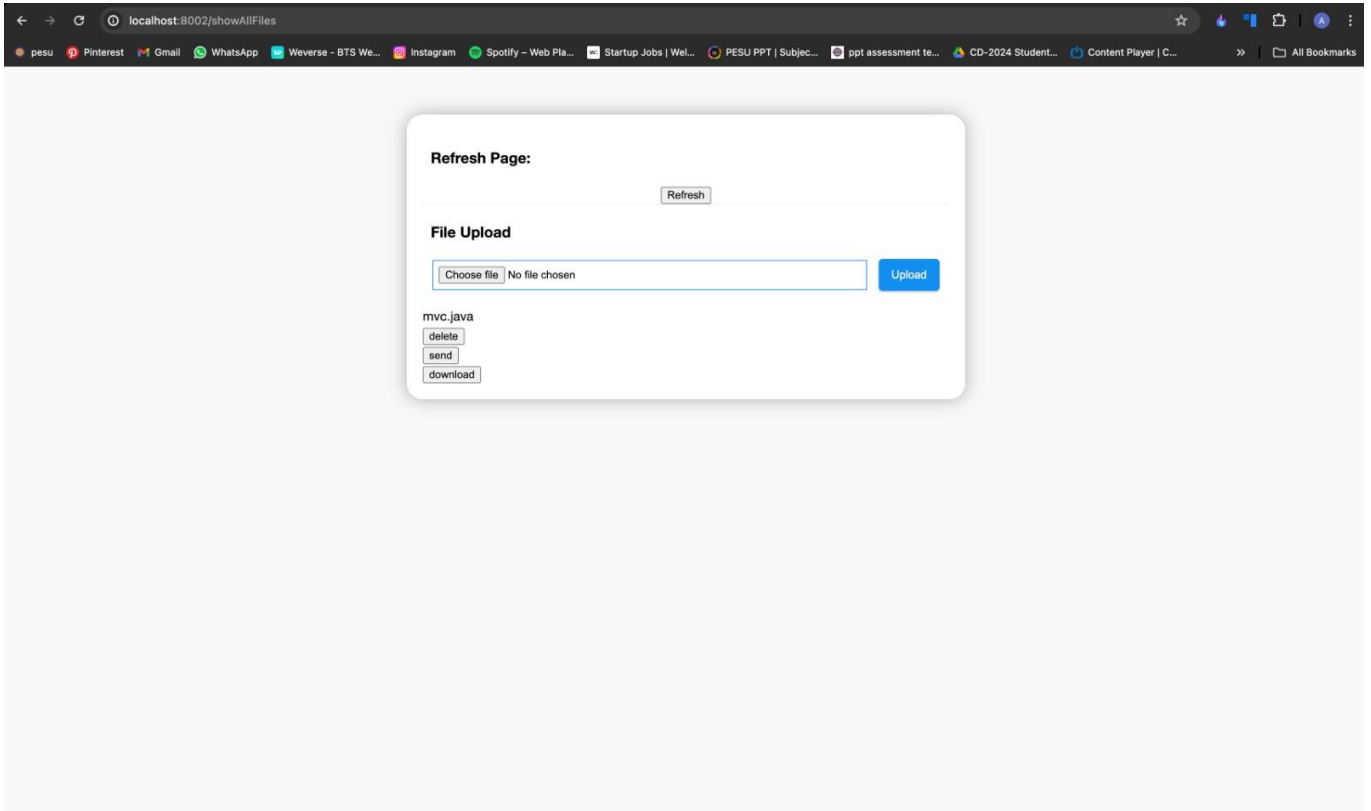 localhost:8002/showAllFiles
A
pesu Pinterest Gmail WhatsApp Weverse - BTS We... Instagram Spotify – Web Pla... Startup Jobs | Wel... PESU PPT | Subjec... ppt assessment te... CD-2024 Student... Content Player | C... » All Bookmarks
Refresh Page:
Refresh
File Upload
Choose file No file chosen Upload
mvc.java
delete
send
download